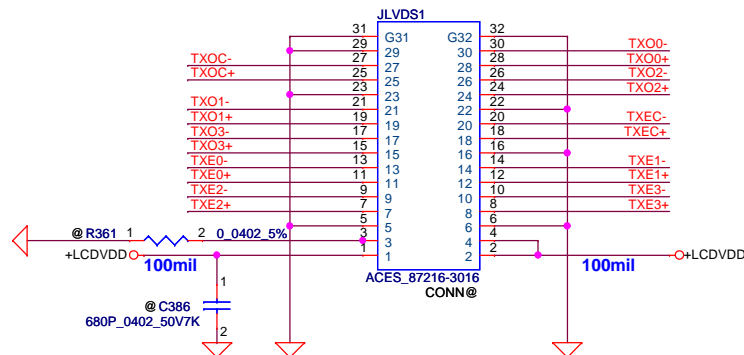 JLVDS1
31 G31 G32 32
29 29 30 30 TXO0-
TXOC- 27 27 28 28 TXO0+
TXOC+ 25 25 26 26 TXO2-
23 23 24 24 TXO2+
TXO1- 21 21 22 22
TXO1+ 19 19 20 20 TXEC-
TXO3- 17 17 18 18 TXEC+
TXO3+ 15 15 16 16
TXE0- 13 13 14 14 TXE1-
TXE0+ 11 11 12 12 TXE1+
TXE2- 9 9 10 10 TXE3-
TXE2+ 7 7 8 8 TXE3+
5 5 6 6
@ R361 1 2 0_0402_5% 3 3 4 4
+LCDVDD 1 1 2 2 +LCDVDD
100mil 100mil
ACES_87216-3016
CONN@
1
@ C386
680P_0402_50V7K
2